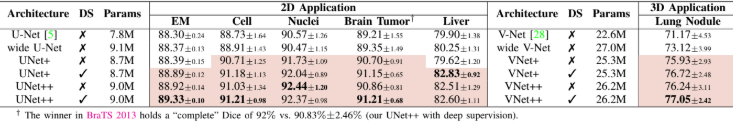 Architecture DS Params 2D Application Architecture DS Params 3D Application
EM Cell Nuclei Brain Tumor† Liver Lung Nodule
U-Net [5] ✗ 7.8M 88.30±0.24 88.73±1.64 90.57±1.26 89.21±1.55 79.90±1.38 V-Net [28] ✗ 22.6M 71.17±4.53
wide U-Net ✗ 9.1M 88.37±0.13 88.91±1.43 90.47±1.15 89.35±1.49 80.25±1.31 wide V-Net ✗ 27.0M 73.12±3.99
UNet+ ✗ 8.7M 88.39±0.15 90.71±1.25 91.73±1.09 90.70±0.91 79.62±1.20 VNet+ ✗ 25.3M 75.93±2.93
UNet+ ✓ 8.7M 88.89±0.12 91.18±1.13 92.04±0.89 91.15±0.65 82.83±0.92 VNet+ ✓ 25.3M 76.72±2.48
UNet++ ✗ 9.0M 88.92±0.14 91.03±1.34 92.44±1.20 90.86±0.81 82.51±1.29 VNet++ ✗ 26.2M 76.24±3.11
UNet++ ✓ 9.0M 89.33±0.10 91.21±0.98 92.37±0.98 91.21±0.68 82.60±1.11 VNet++ ✓ 26.2M 77.05±2.42
† The winner in BraTS 2013 holds a “complete” Dice of 92% vs. 90.83%±2.46% (our UNet++ with deep supervision).